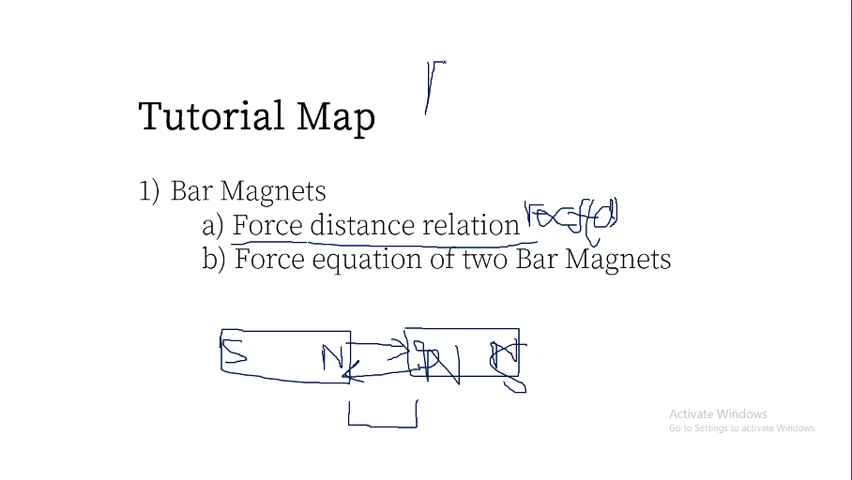 Tutorial Map
1) Bar Magnets
a) Force distance relation F∝f(d)
b) Force equation of two Bar Magnets
S N N S
Activate Windows
Go to Settings to activate Windows.